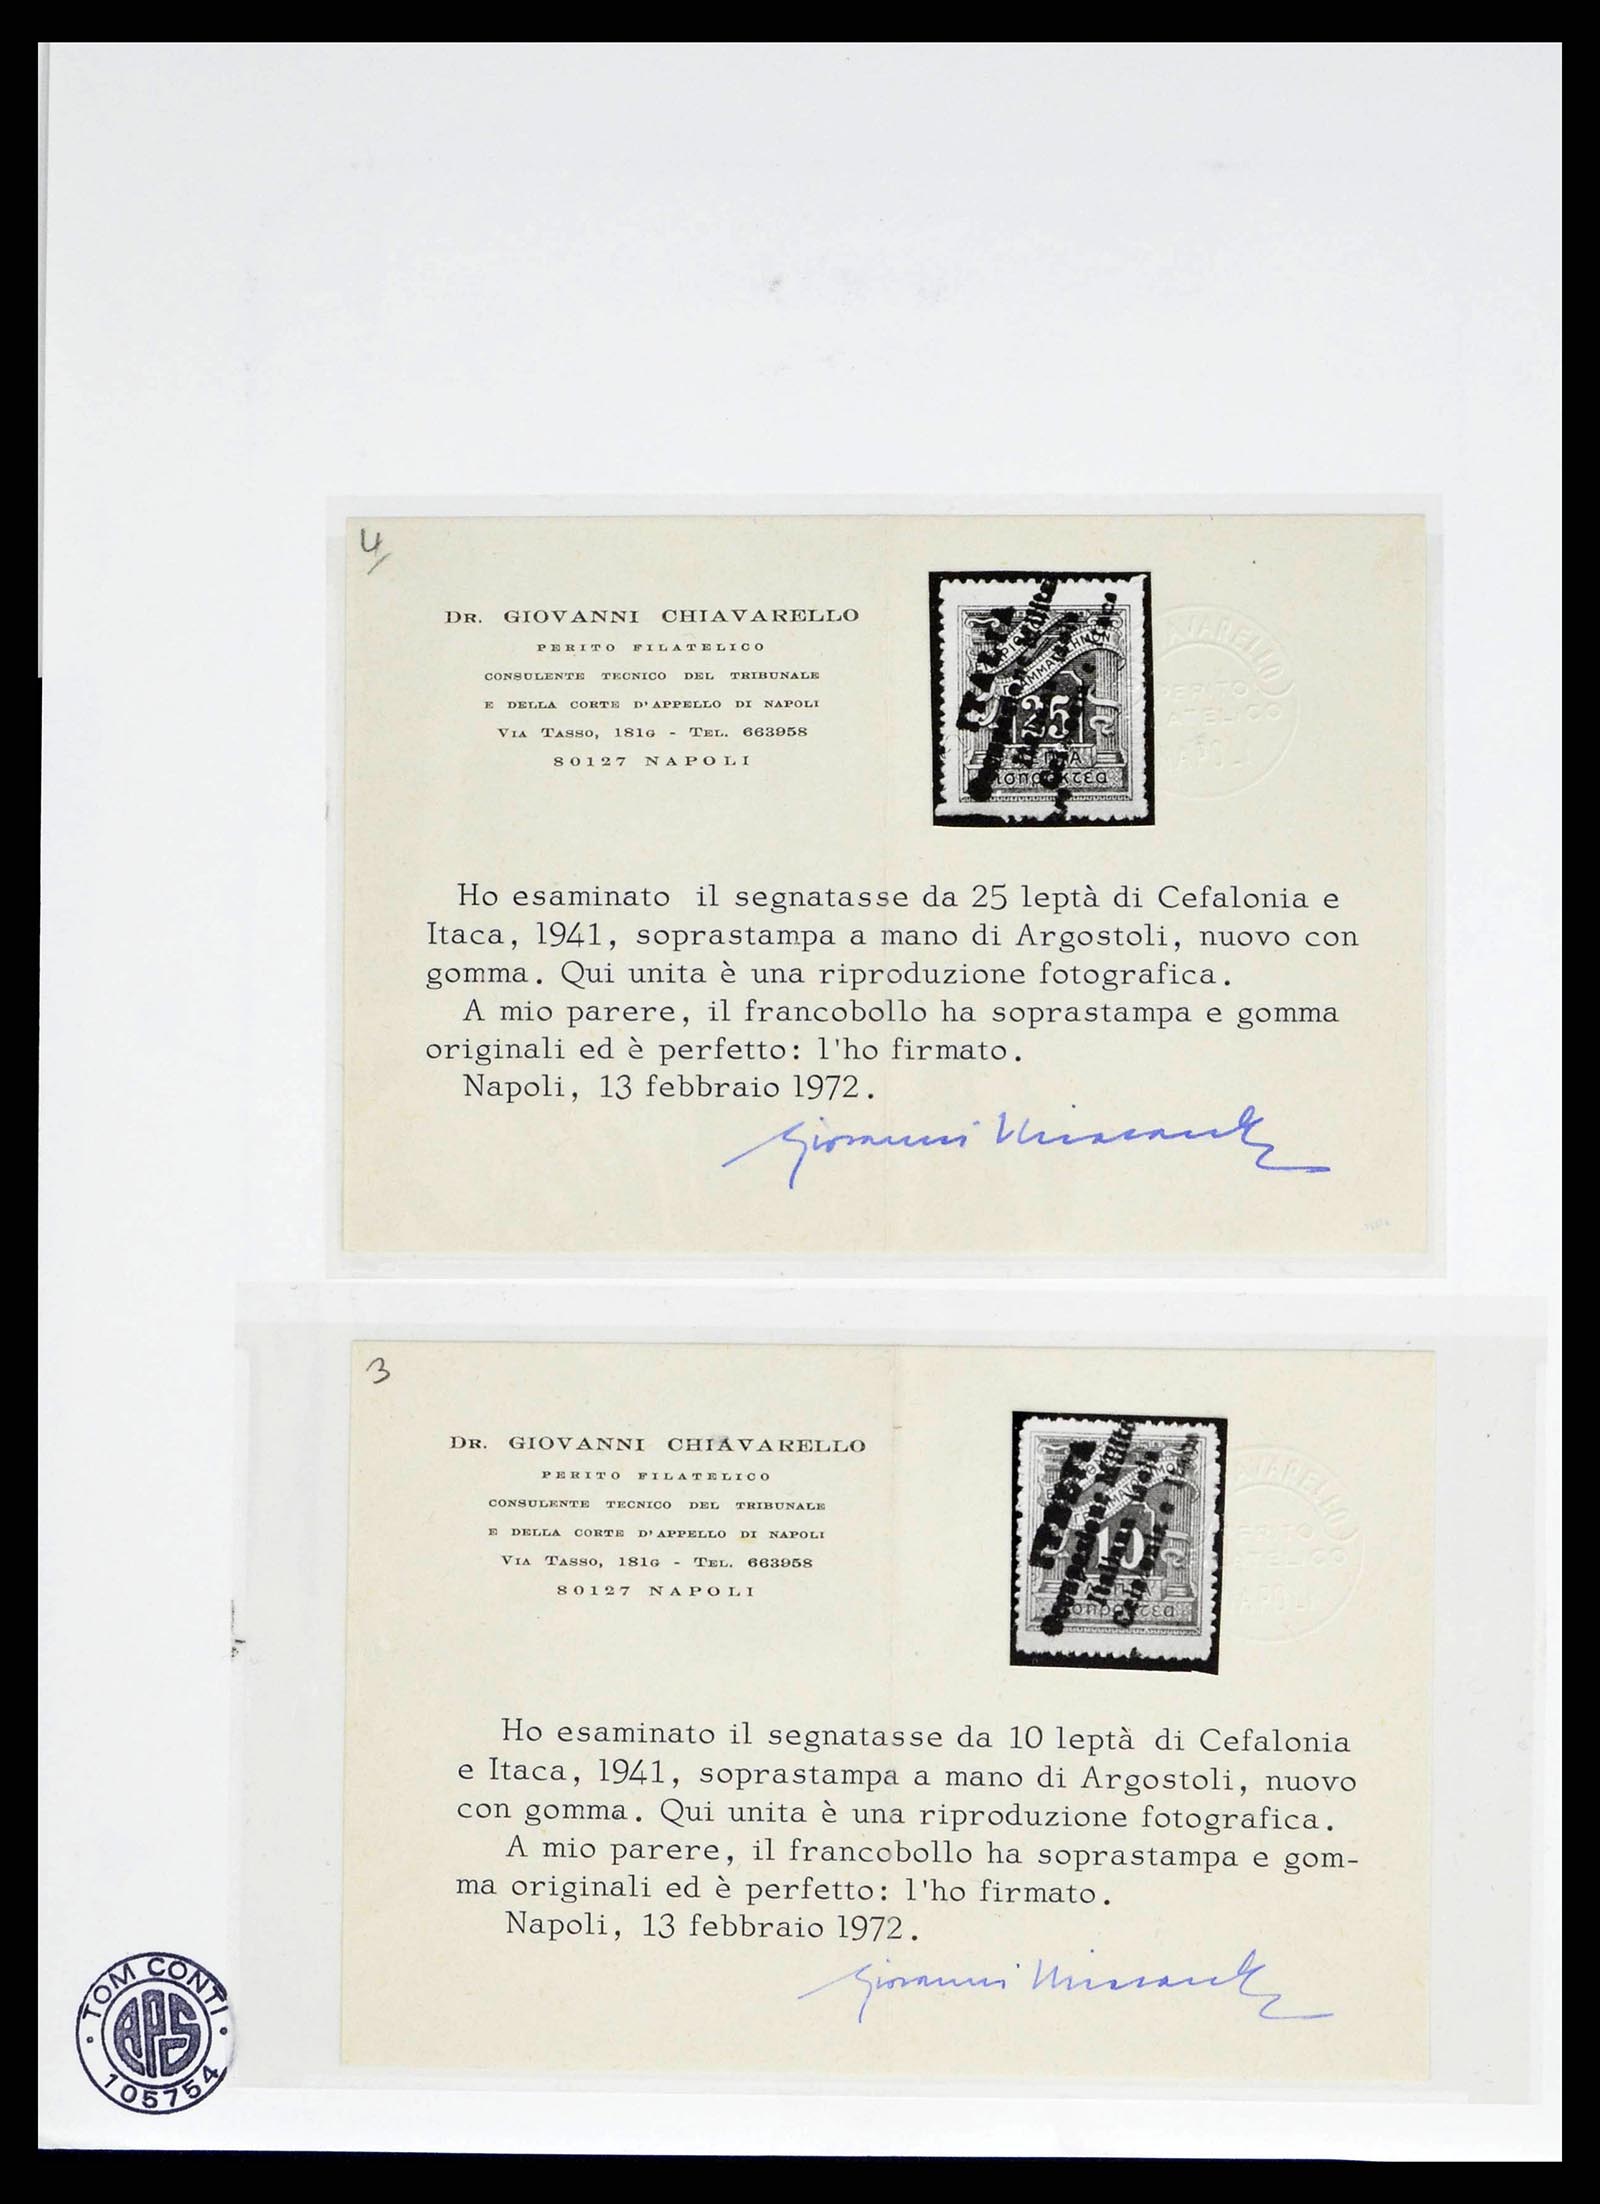 4
DR. GIOVANNI CHIAVARELLO
PERITO FILATELICO
CONSULENTE TECNICO DEL TRIBUNALE
E DELLA CORTE D'APPELLO DI NAPOLI
VIA TASSO, 181G - TEL. 663958
80127 NAPOLI
25
Ho esaminato il segnatasse da 25 leptà di Cefalonia e
Itaca, 1941, soprastampa a mano di Argostoli, nuovo con
gomma. Qui unita è una riproduzione fotografica.
A mio parere, il francobollo ha soprastampa e gomma
originali ed è perfetto: l'ho firmato.
Napoli, 13 febbraio 1972.
3
DR. GIOVANNI CHIAVARELLO
PERITO FILATELICO
CONSULENTE TECNICO DEL TRIBUNALE
E DELLA CORTE D'APPELLO DI NAPOLI
VIA TASSO, 181G - TEL. 663958
80127 NAPOLI
10
Ho esaminato il segnatasse da 10 leptà di Cefalonia
e Itaca, 1941, soprastampa a mano di Argostoli, nuovo
con gomma. Qui unita è una riproduzione fotografica.
A mio parere, il francobollo ha soprastampa e gom-
ma originali ed è perfetto: l'ho firmato.
Napoli, 13 febbraio 1972.
TOM CONTI
APS
105754